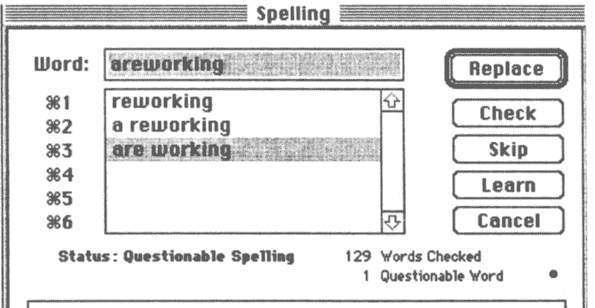 Spelling
Word: areworking
Replace
⌘1 reworking
Check
⌘2 a reworking
⌘3 are working
Skip
⌘4
Learn
⌘5
⌘6
Cancel
Status: Questionable Spelling 129 Words Checked
1 Questionable Word